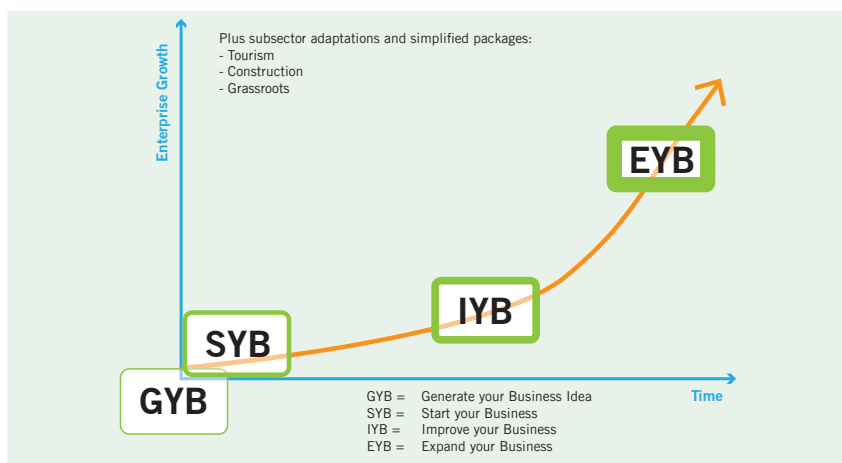 Plus subsector adaptations and simplified packages:
- Tourism
- Construction
- Grassroots
Enterprise Growth
EYB
IYB
SYB
GYB
Time
GYB = Generate your Business Idea
SYB = Start your Business
IYB = Improve your Business
EYB = Expand your Business